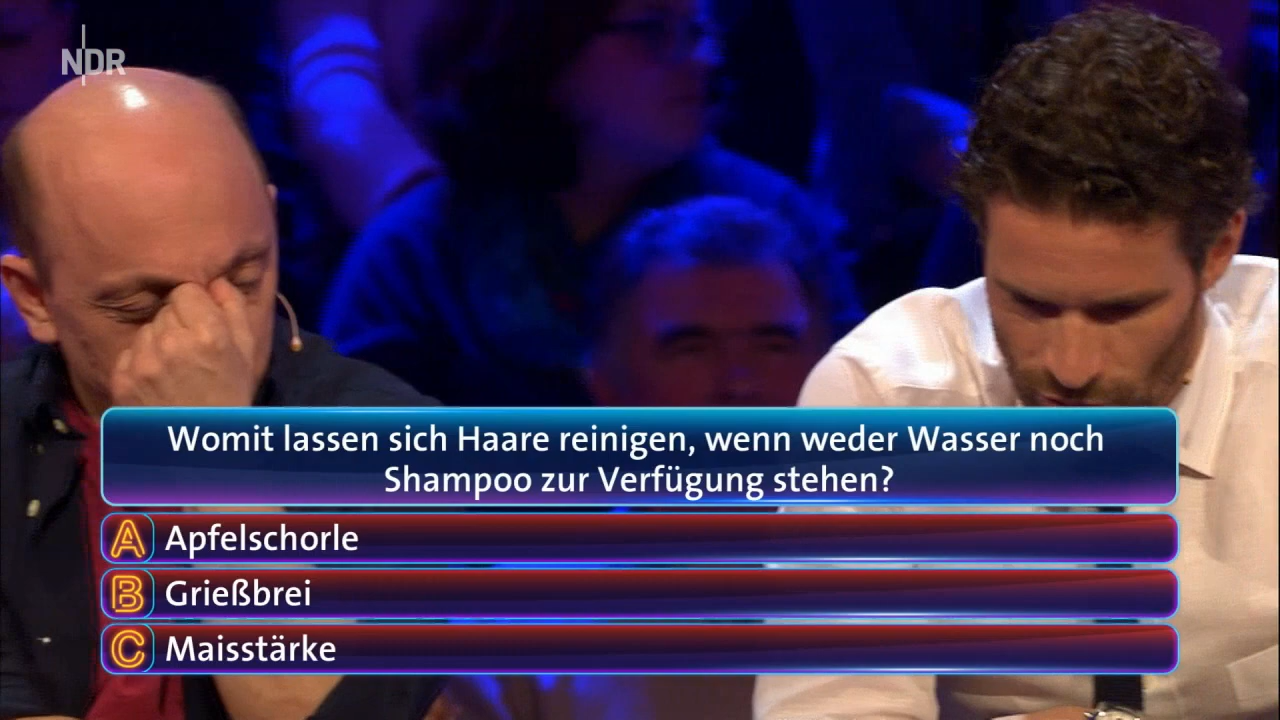 NDR
Womit lassen sich Haare reinigen, wenn weder Wasser noch
Shampoo zur Verfügung stehen?
A Apfelschorle
B Grießbrei
C Maisstärke